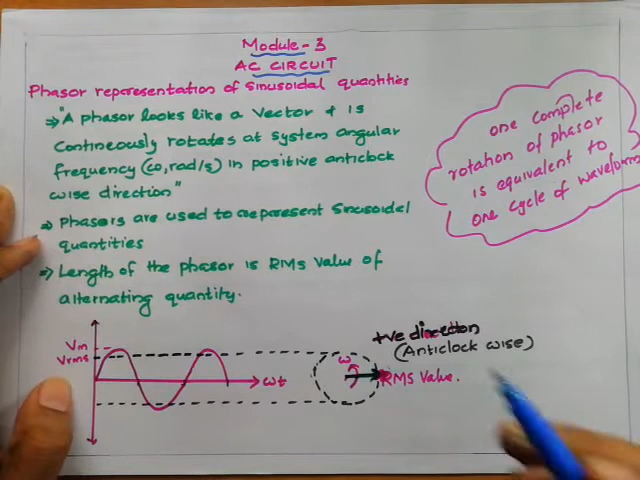 Module-3
AC CIRCUIT
Phasor reporesentation of sinusoidal quantities
⇒ "A phasor looks like a Vector & is
Contineously rotates at system angular
frequency (ω, rad/s) in positive anticlock
wise direction"
⇒ Phasors are used to represent sinusoidal
quantities
⇒ Length of the phasor is RMS value of
alternating quantity.
one complete
rotation of phasor
is equivalent to
one cycle of waveform
Vm
Vrms
ωt
+ve direction
(Anticlock wise)
ω
RMS Value.